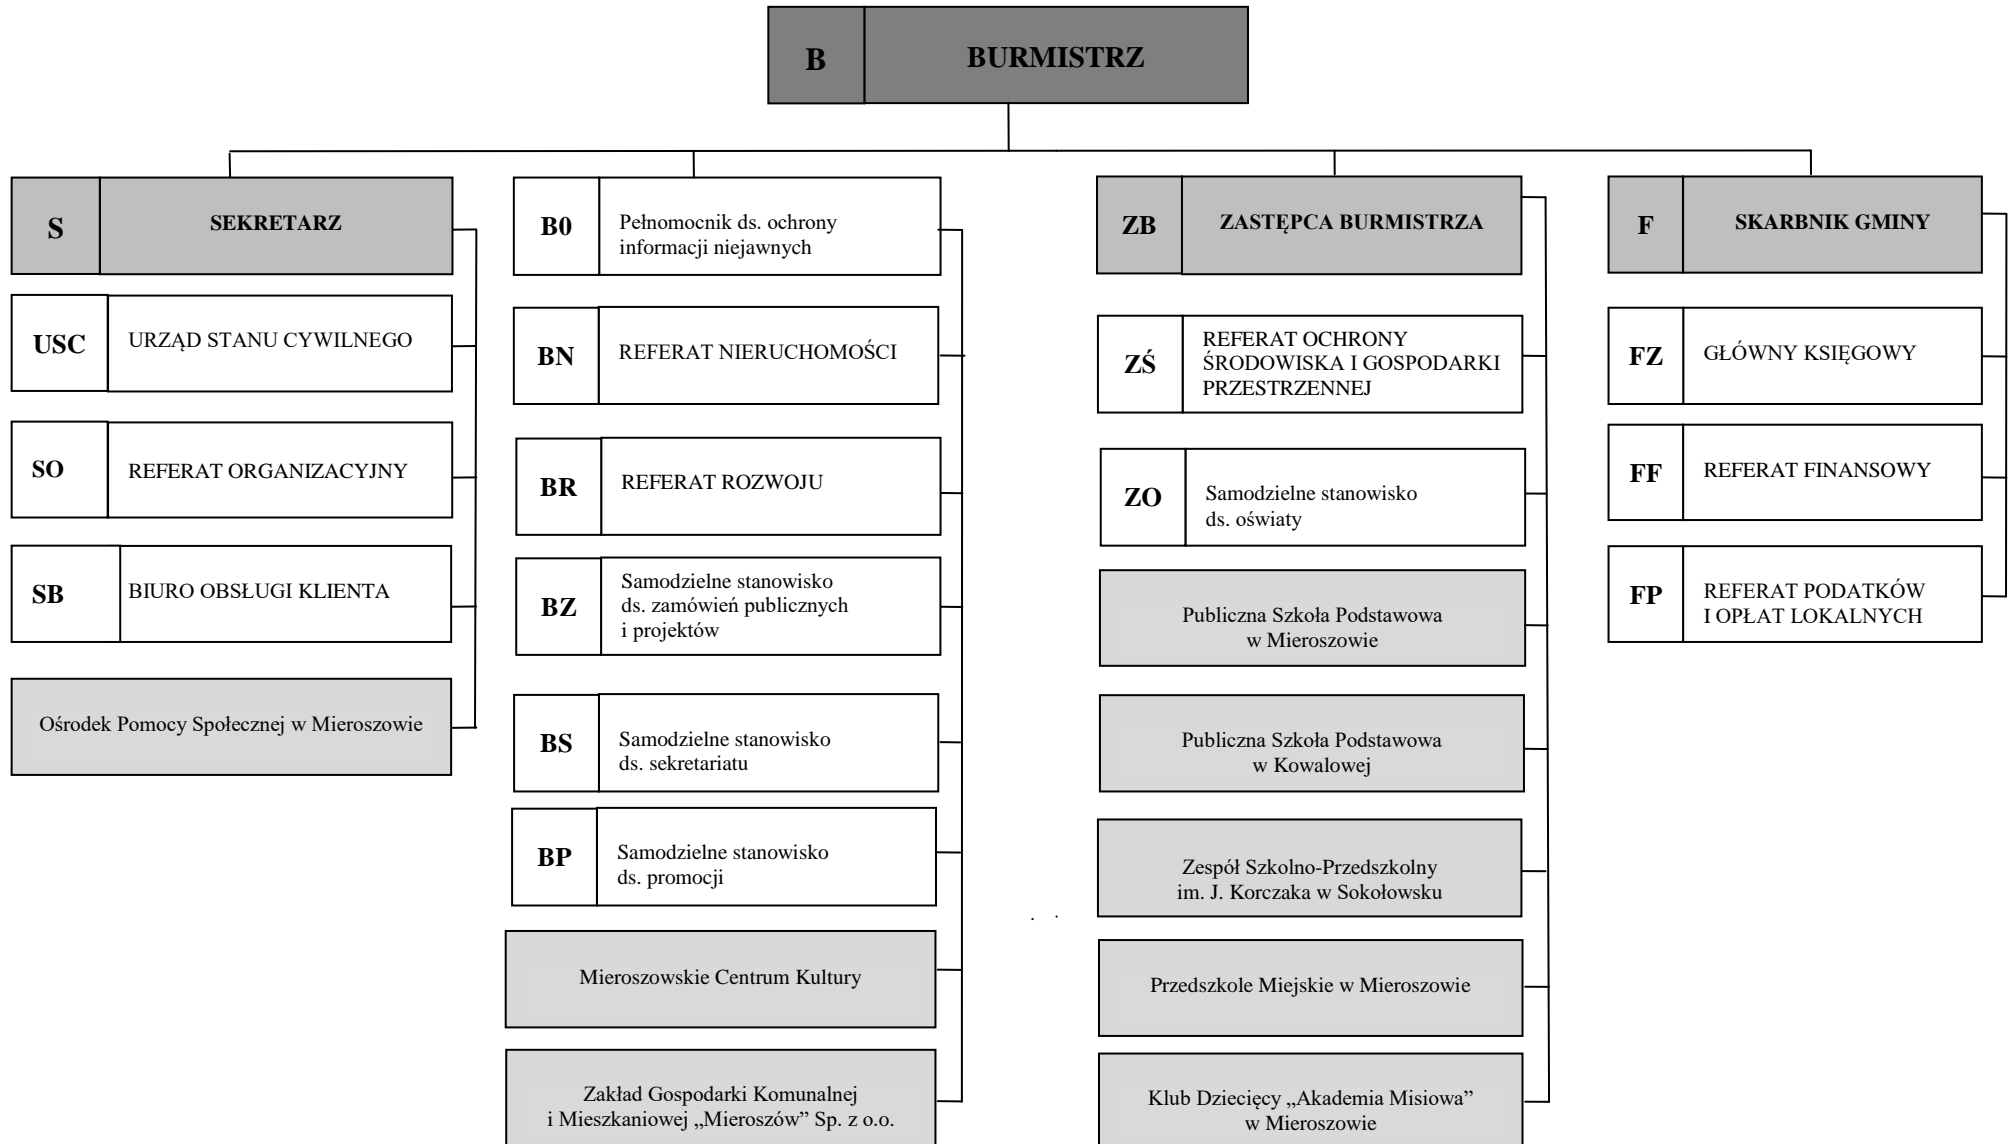 B
BURMISTRZ
S
SEKRETARZ
USC
URZĄD STANU CYWILNEGO
SO
REFERAT ORGANIZACYJNY
SB
BIURO OBSŁUGI KLIENTA
Ośrodek Pomocy Społecznej w Mieroszowie
B0
Pełnomocnik ds. ochrony
informacji niejawnych
BN
REFERAT NIERUCHOMOŚCI
BR
REFERAT ROZWOJU
BZ
Samodzielne stanowisko
ds. zamówień publicznych
i projektów
BS
Samodzielne stanowisko
ds. sekretariatu
BP
Samodzielne stanowisko
ds. promocji
Mieroszowskie Centrum Kultury
Zakład Gospodarki Komunalnej
i Mieszkaniowej „Mieroszów” Sp. z o.o.
ZB
ZASTĘPCA BURMISTRZA
ZŚ
REFERAT OCHRONY
ŚRODOWISKA I GOSPODARKI
PRZESTRZENNEJ
ZO
Samodzielne stanowisko
ds. oświaty
Publiczna Szkoła Podstawowa
w Mieroszowie
Publiczna Szkoła Podstawowa
w Kowalowej
Zespół Szkolno-Przedszkolny
im. J. Korczaka w Sokołowsku
Przedszkole Miejskie w Mieroszowie
Klub Dziecięcy „Akademia Misiowa”
w Mieroszowie
F
SKARBNIK GMINY
FZ
GŁÓWNY KSIĘGOWY
FF
REFERAT FINANSOWY
FP
REFERAT PODATKÓW
I OPŁAT LOKALNYCH